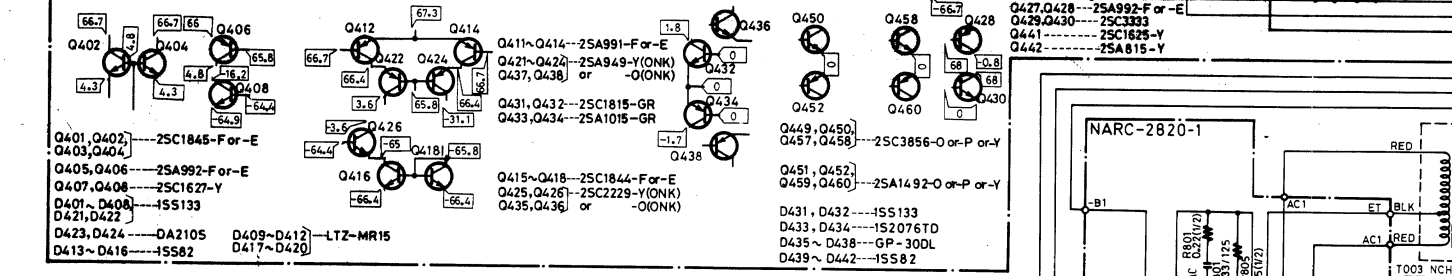 66.7
4.8
66.7
66
Q406
Q402
Q404
65.8
4.8
-16.2
Q408
4.3
4.3
-64.4
-64.9
67.3
Q412
Q414
66.7
66.4
Q422
Q424
66.7
3.6
65.8
66.4
-31.1
-3.6
Q426
-64.4
-65
Q418
-65.8
Q416
-66.4
-66.4
1.8
Q436
0
Q432
0
Q434
0
-1.7
Q438
Q450
0
Q452
Q458
0
Q460
-66.7
Q428
-0.8
68
68
Q430
0
Q401,Q402,
Q403,Q404 ----2SC1845-F or-E
Q405,Q406---2SA992-F or-E
Q407,Q408---2SC1627-Y
D401~D408,
D421,D422 ----1SS133
D423,D424 ----DA210S
D413~D416----1SS82
D409~D412
D417~D420 ---LTZ-MR15
Q411~Q414---2SA991-F or-E
Q421~Q424
Q437,Q438 ---2SA949-Y(ONK)
or -O(ONK)
Q431,Q432---2SC1815-GR
Q433,Q434---2SA1015-GR
Q415~Q418--2SC1844-F or-E
Q425,Q426
Q435,Q436 --2SC2229-Y(ONK)
or -O(ONK)
Q449,Q450,
Q457,Q458 ---2SC3856-O or-P or-Y
Q451,Q452,
Q459,Q460 ----2SA1492-O or-P or-Y
D431,D432----1SS133
D433,D434----1S2076TD
D435~D438---GP-30DL
D439~D442----1SS82
Q427,Q428---2SA992-F or-E
Q429,Q430----2SC3333
Q441---------2SC1625-Y
Q442---------2SA815-Y
NARC-2820-1
RED
-B1
AC1
ET
BLK
AC1
RED
R801
0.22(1/2)
T003 NCH